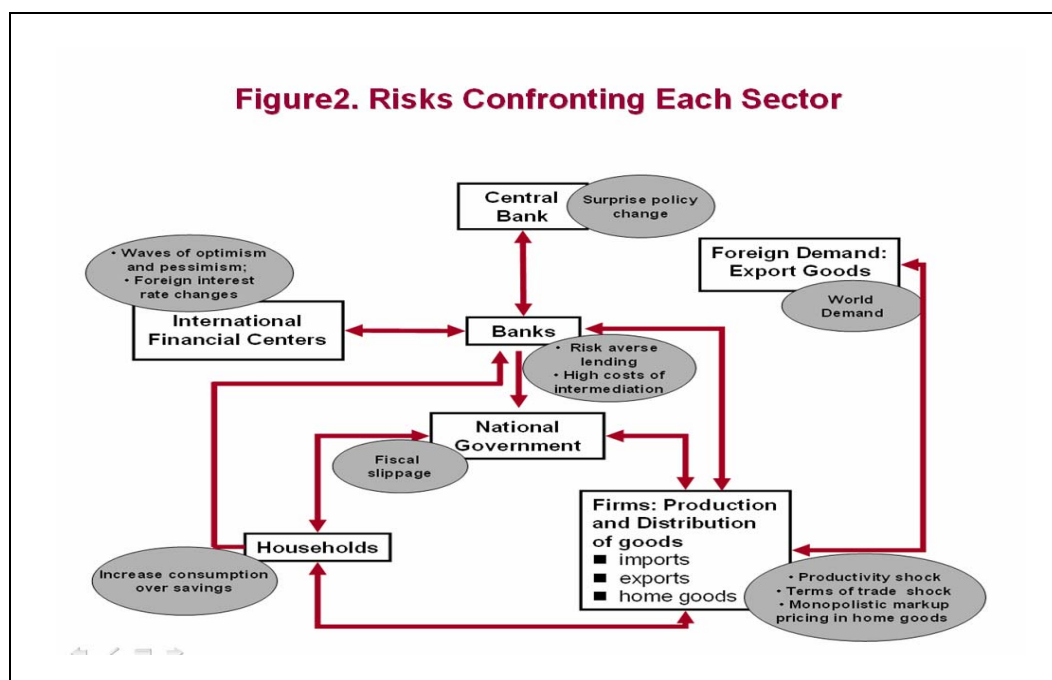 Figure2. Risks Confronting Each Sector
Central
Bank
Surprise policy
change
• Waves of optimism
and pessimism;
• Foreign interest
rate changes
Foreign Demand:
Export Goods
World
Demand
International
Financial Centers
Banks
• Risk averse
lending
• High costs of
intermediation
National
Government
Fiscal
slippage
Firms: Production
and Distribution
of goods
■ imports
■ exports
■ home goods
Households
Increase consumption
over savings
• Productivity shock
• Terms of trade shock
• Monopolistic markup
pricing in home goods